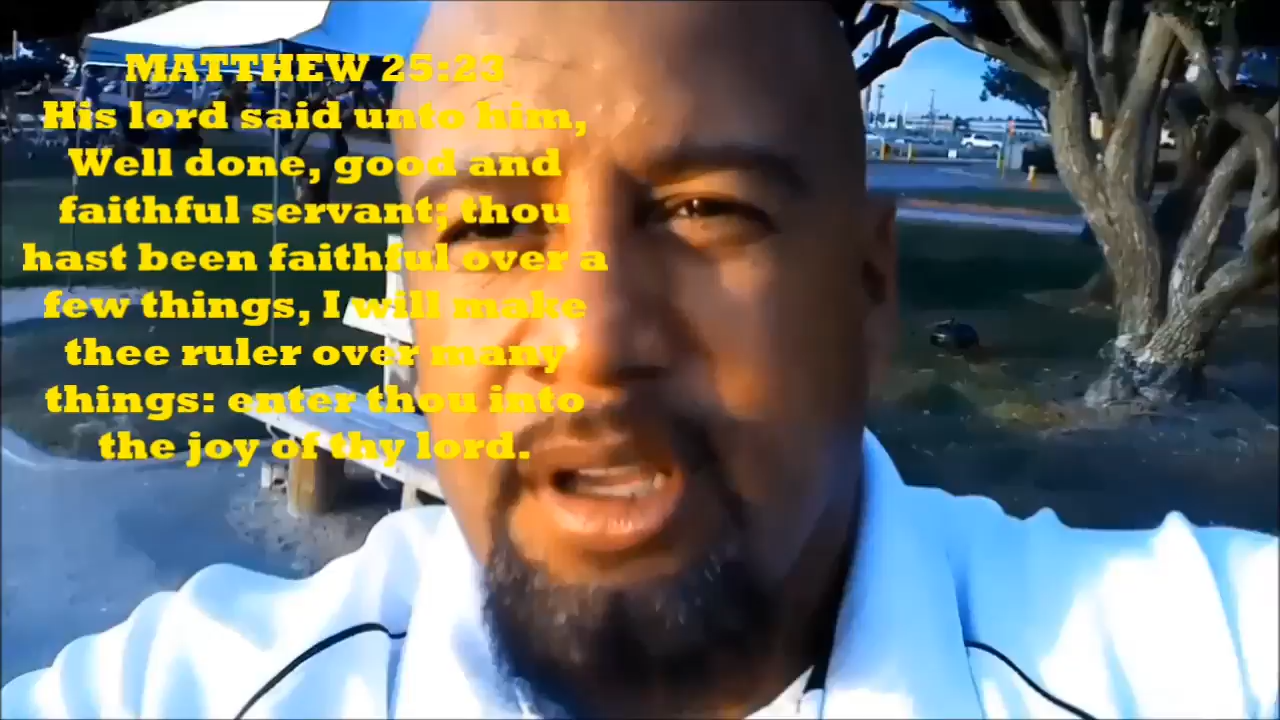 MATTHEW 25:23
His lord said unto him,
Well done, good and
faithful servant; thou
hast been faithful over a
few things, I will make
thee ruler over many
things: enter thou into
the joy of thy lord.